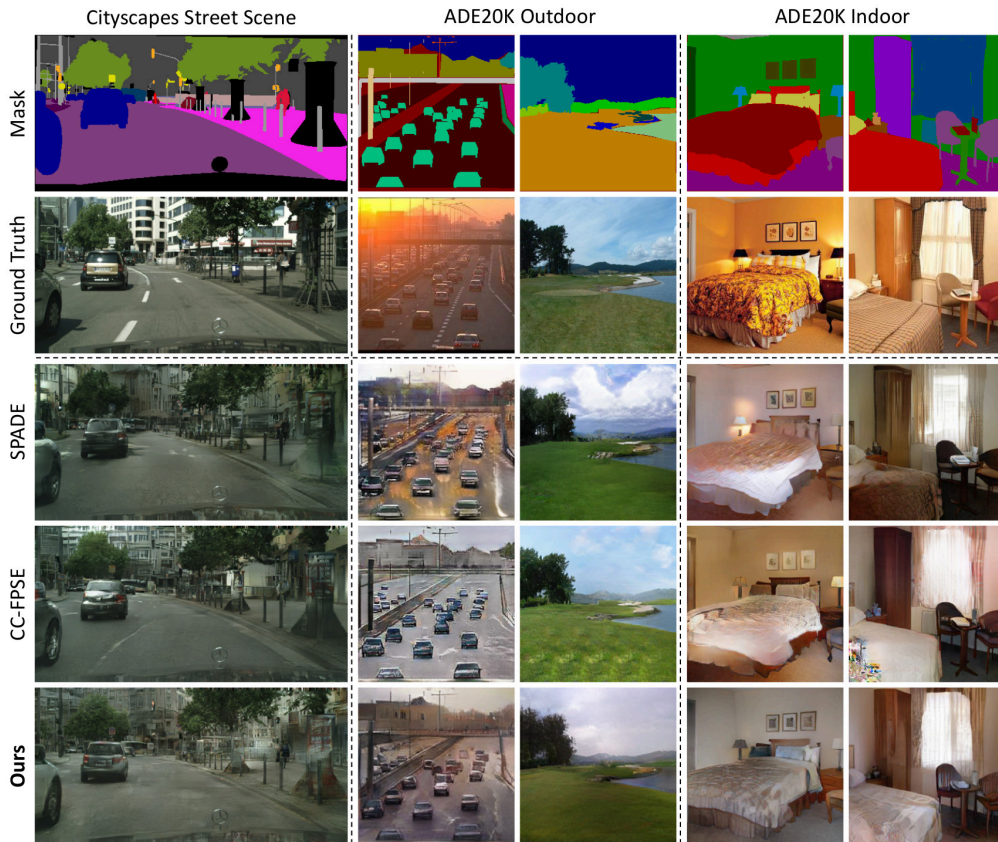 Cityscapes Street Scene
ADE20K Outdoor
ADE20K Indoor
Mask
Ground Truth
SPADE
CC-FPSE
Ours